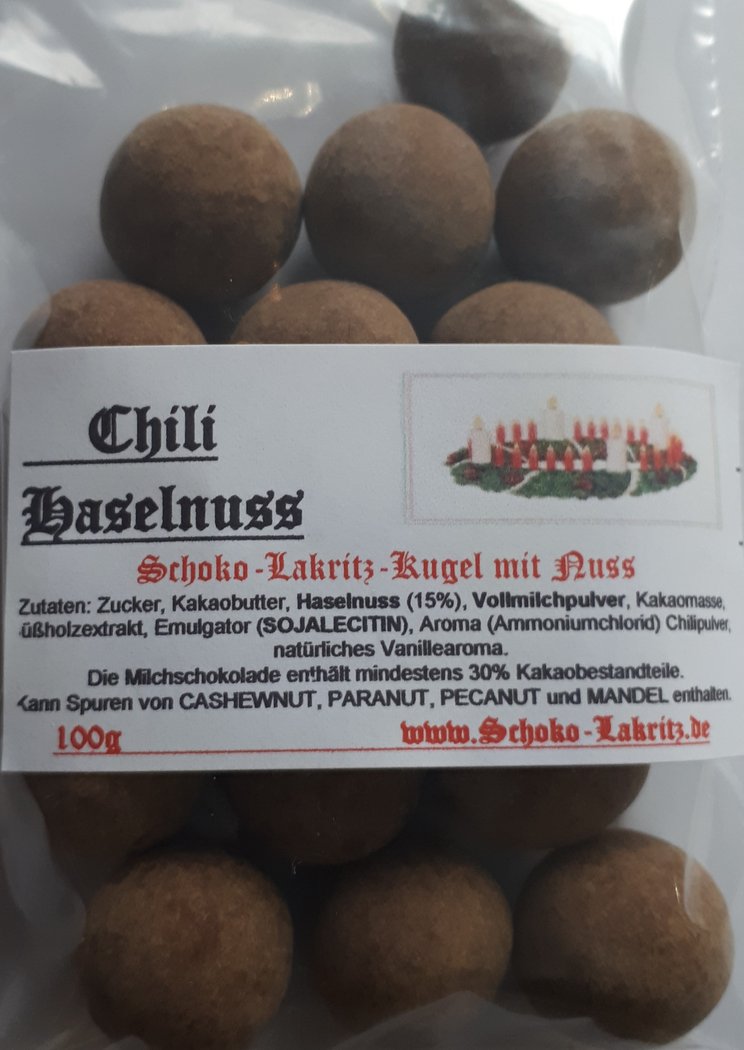 Chili
Haselnuss
Schoko-Lakritz-Kugel mit Nuss
Zutaten: Zucker, Kakaobutter, Haselnuss (15%), Vollmilchpulver, Kakaomasse,
üßholzextrakt, Emulgator (SOJALECITIN), Aroma (Ammoniumchlorid) Chilipulver,
natürliches Vanillearoma.
Die Milchschokolade enthält mindestens 30% Kakaobestandteile.
Kann Spuren von CASHEWNUT, PARANUT, PECANUT und MANDEL enthalten.
100g www.Schoko-Lakritz.de